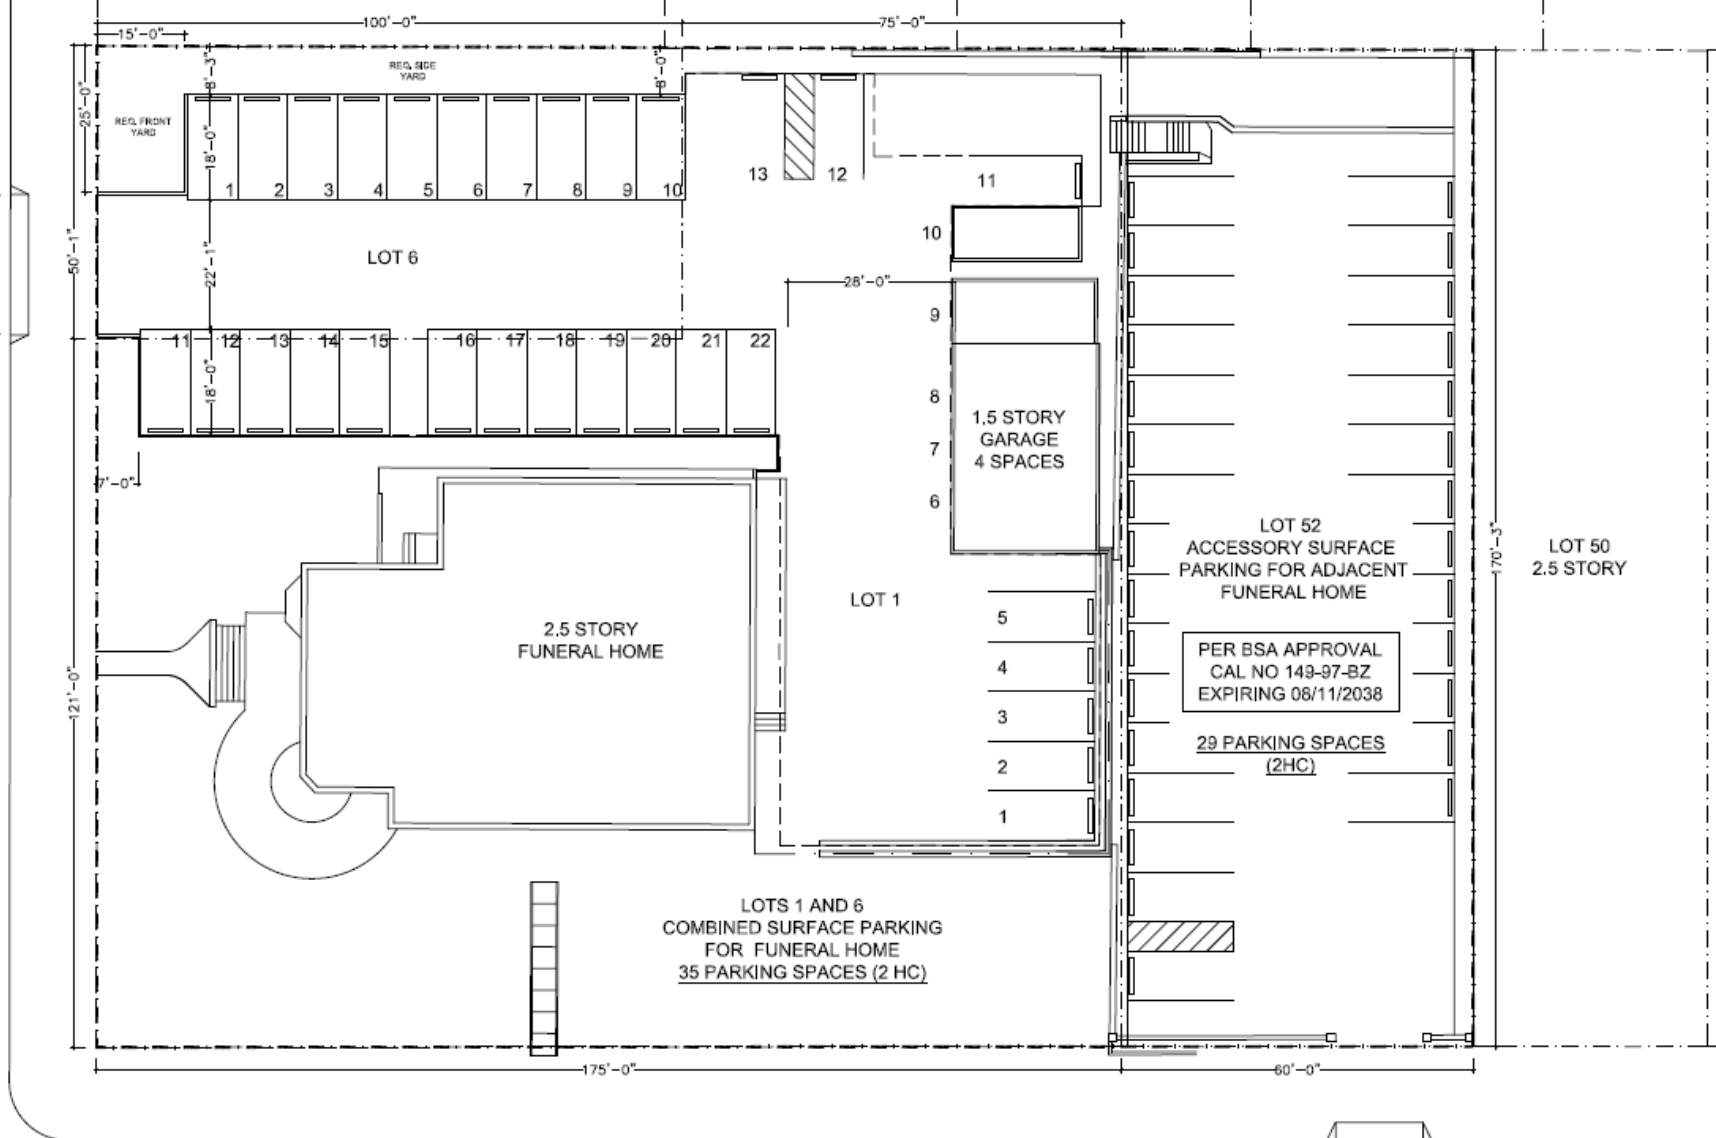 100'-0"
75'-0"
15'-0"
REQ. SIDE
YARD
8'-3"
8'-0"
25'-0"
REQ. FRONT
YARD
18'-0"
1 2 3 4 5 6 7 8 9 10
13
12
11
10
LOT 6
50'-1"
22'-1"
28'-0"
9
11 12 13 14 15 16 17 18 19 20 21 22
18'-0"
8
7
6
1.5 STORY
GARAGE
4 SPACES
7'-0"
LOT 52
ACCESSORY SURFACE
PARKING FOR ADJACENT
FUNERAL HOME
170'-3"
LOT 50
2.5 STORY
LOT 1
5
4
3
2
1
2.5 STORY
FUNERAL HOME
PER BSA APPROVAL
CAL NO 149-97-BZ
EXPIRING 08/11/2038
29 PARKING SPACES
(2HC)
121'-0"
LOTS 1 AND 6
COMBINED SURFACE PARKING
FOR FUNERAL HOME
35 PARKING SPACES (2 HC)
175'-0"
60'-0"